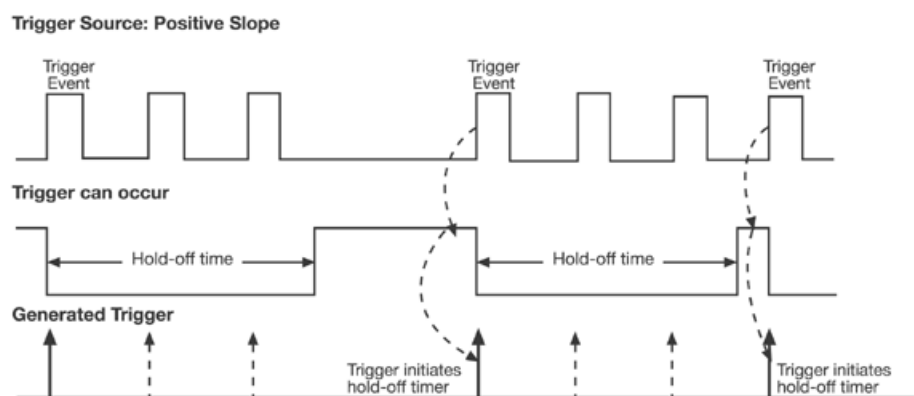 Trigger Source: Positive Slope
Trigger
Event
Trigger
Event
Trigger
Event
Trigger can occur
Hold-off time
Hold-off time
Generated Trigger
Trigger initiates
hold-off timer
Trigger initiates
hold-off timer